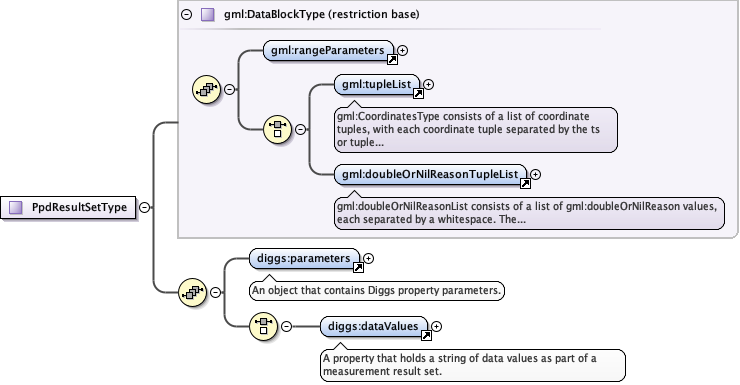 gml:DataBlockType (restriction base)
gml:rangeParameters
gml:tupleList
gml:CoordinatesType consists of a list of coordinate
tuples, with each coordinate tuple separated by the ts
or tuple...
gml:doubleOrNilReasonTupleList
gml:doubleOrNilReasonList consists of a list of gml:doubleOrNilReason values,
each separated by a whitespace. The...
PpdResultSetType
diggs:parameters
An object that contains Diggs property parameters.
diggs:dataValues
A property that holds a string of data values as part of a
measurement result set.